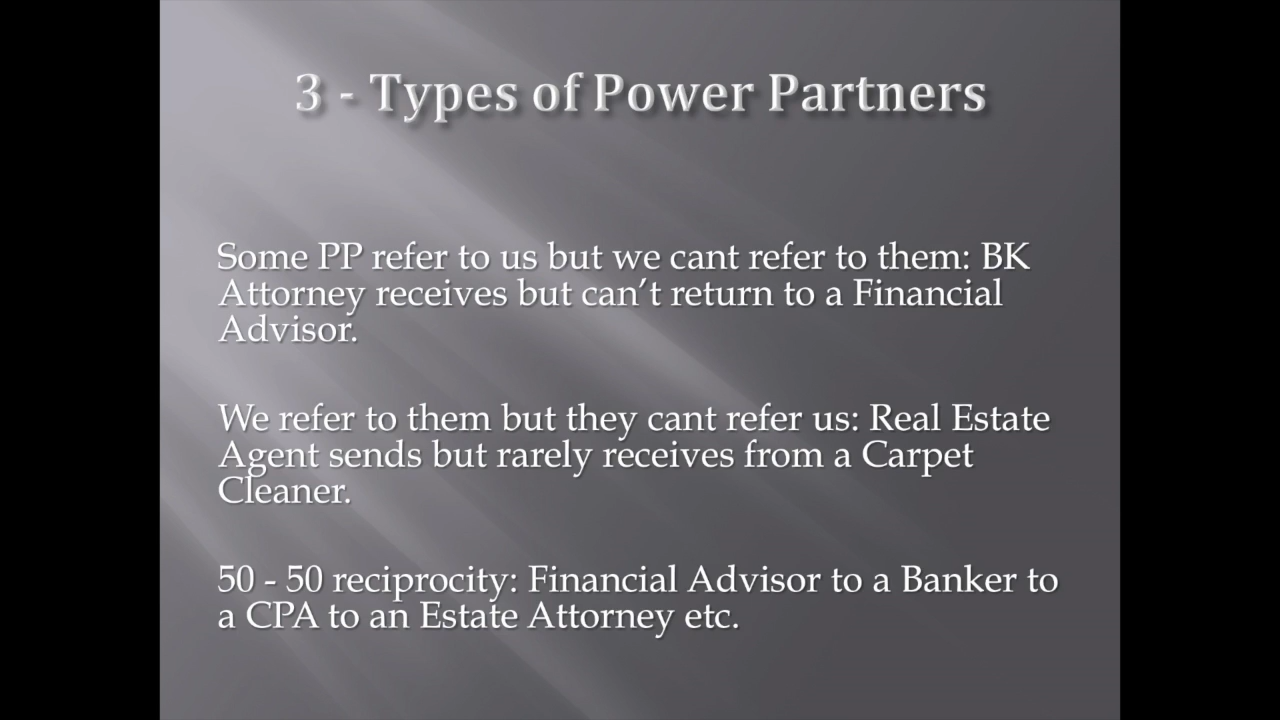 3 - Types of Power Partners
Some PP refer to us but we cant refer to them: BK
Attorney receives but can’t return to a Financial
Advisor.
We refer to them but they cant refer us: Real Estate
Agent sends but rarely receives from a Carpet
Cleaner.
50 - 50 reciprocity: Financial Advisor to a Banker to
a CPA to an Estate Attorney etc.